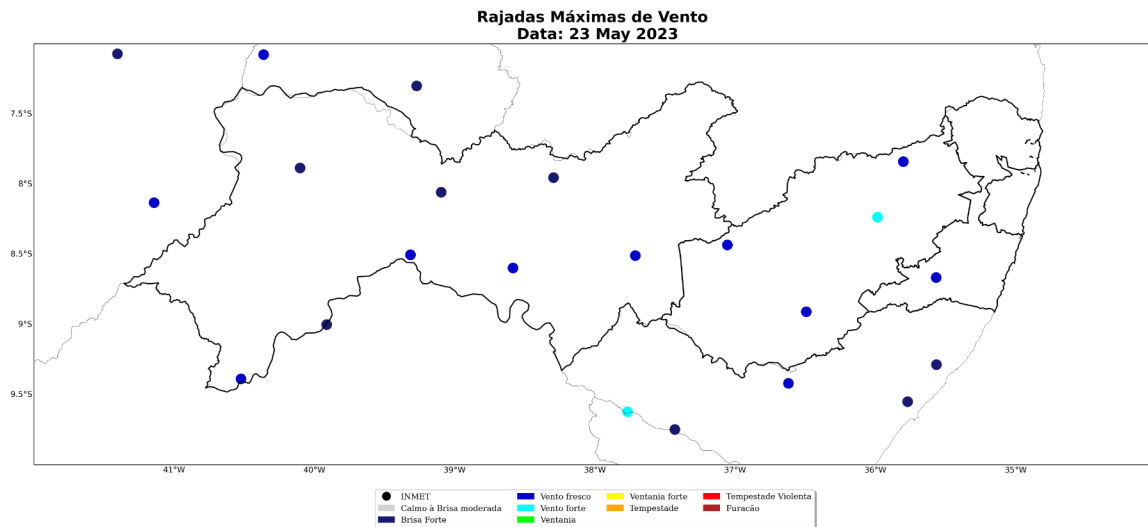 Rajadas Máximas de Vento
Data: 23 May 2023
7.5°S
8°S
8.5°S
9°S
9.5°S
41°W
40°W
39°W
38°W
37°W
36°W
35°W
INMET
Calmo à Brisa moderada
Brisa Forte
Vento fresco
Vento forte
Ventania
Ventania forte
Tempestade
Tempestade Violenta
Furacão